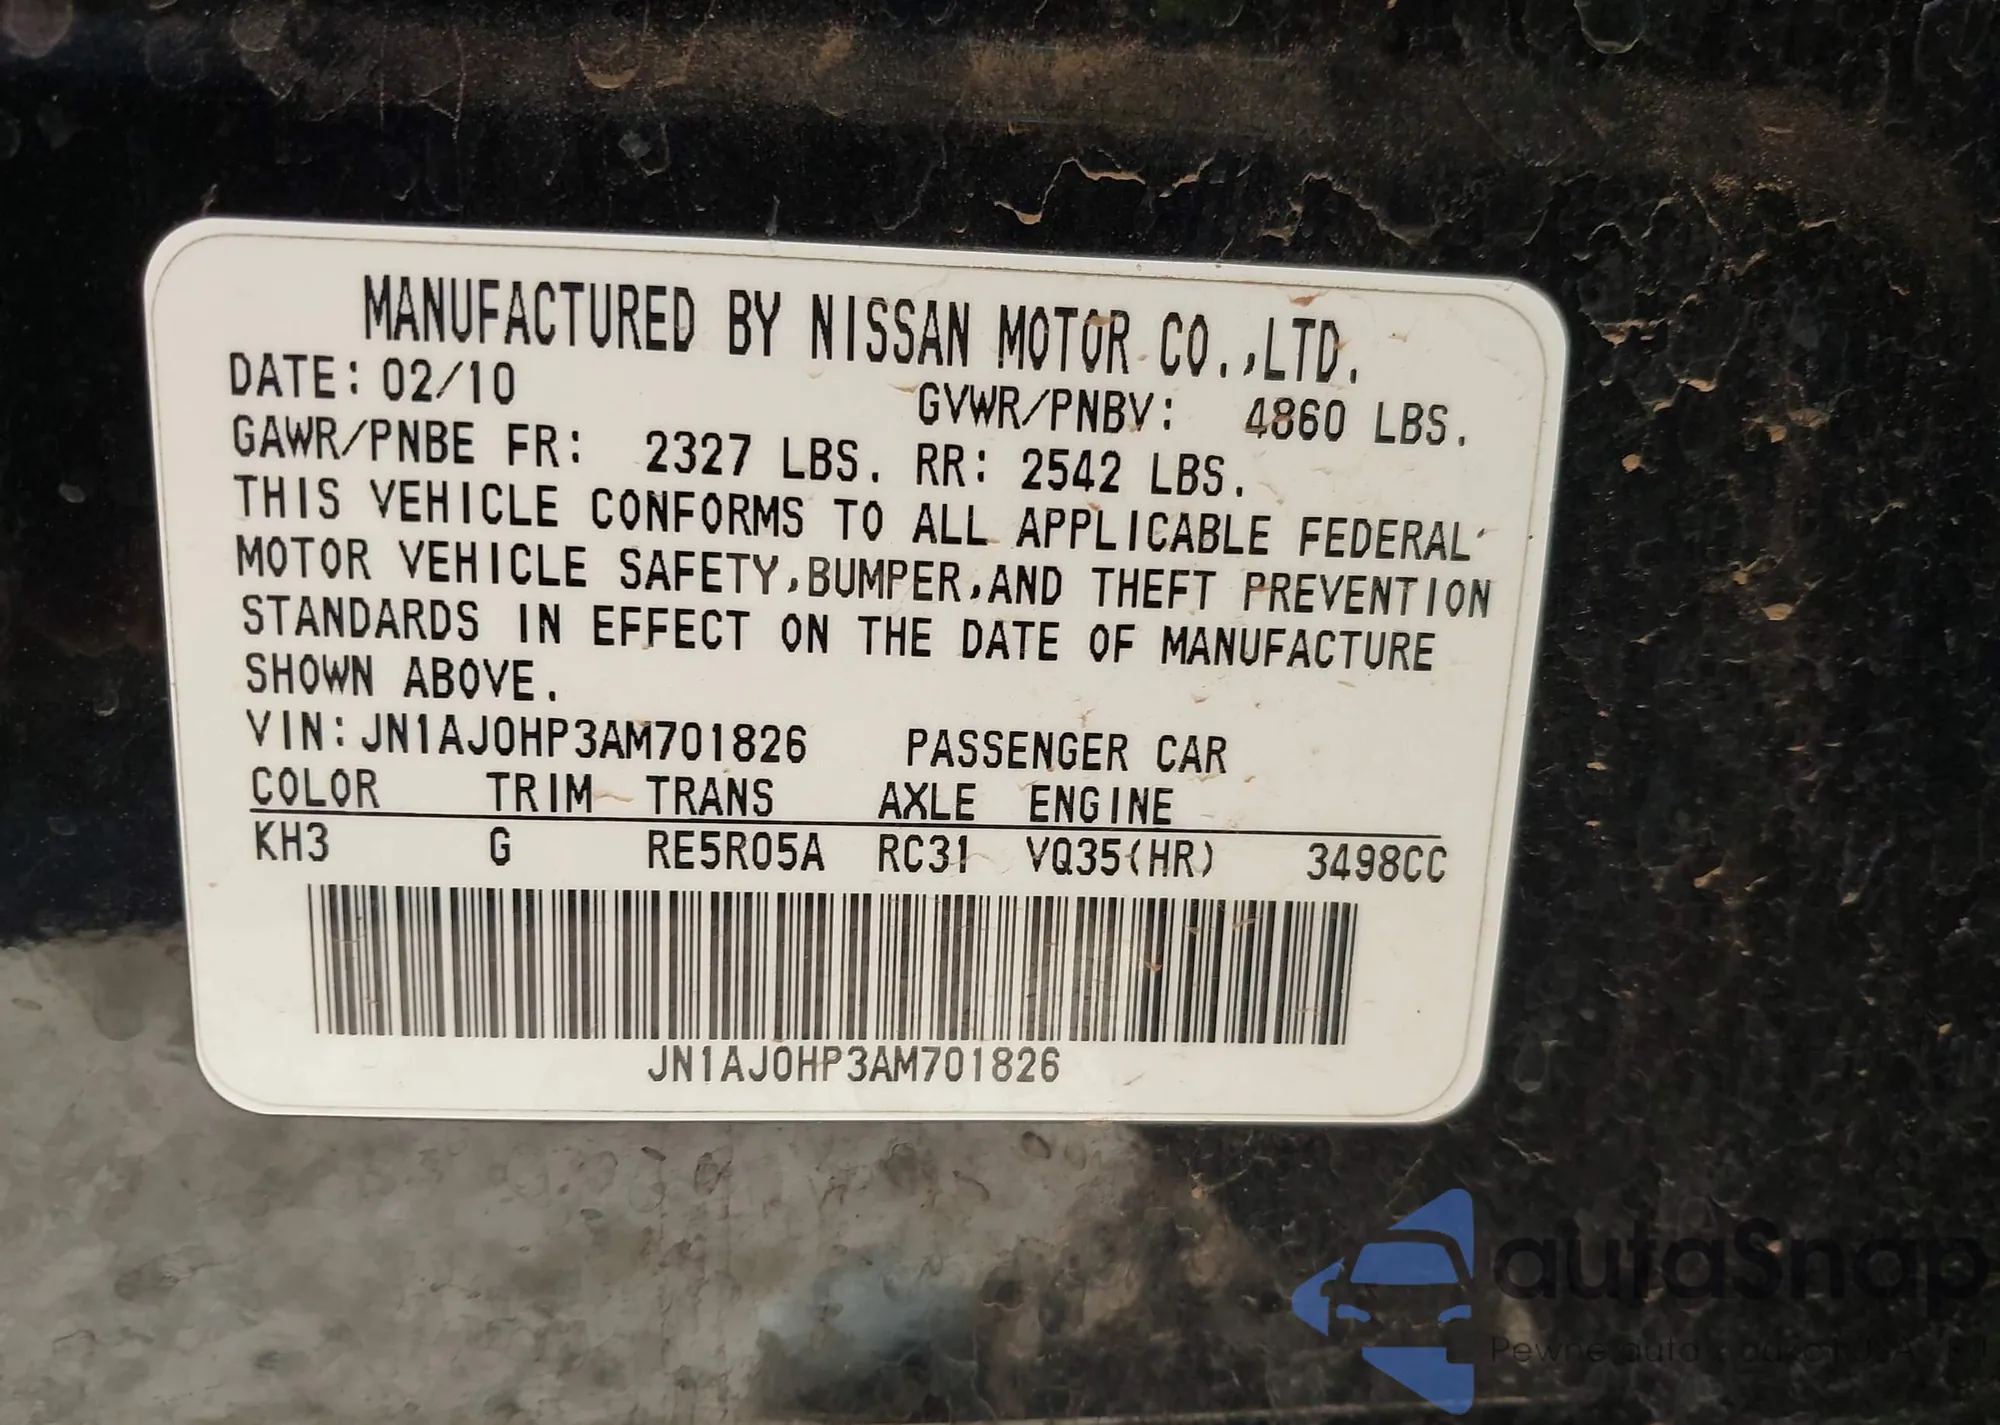 MANUFACTURED BY NISSAN MOTOR CO.,LTD.
DATE: 02/10 GVWR/PNBV: 4860 LBS.
GAWR/PNBE FR: 2327 LBS. RR: 2542 LBS.
THIS VEHICLE CONFORMS TO ALL APPLICABLE FEDERAL
MOTOR VEHICLE SAFETY,BUMPER,AND THEFT PREVENTION
STANDARDS IN EFFECT ON THE DATE OF MANUFACTURE
SHOWN ABOVE.
VIN:JN1AJ0HP3AM701826 PASSENGER CAR
COLOR TRIM TRANS AXLE ENGINE
KH3 G RE5R05A RC31 VQ35(HR) 3498CC
JN1AJ0HP3AM701826
autaSnap
Pewne auta